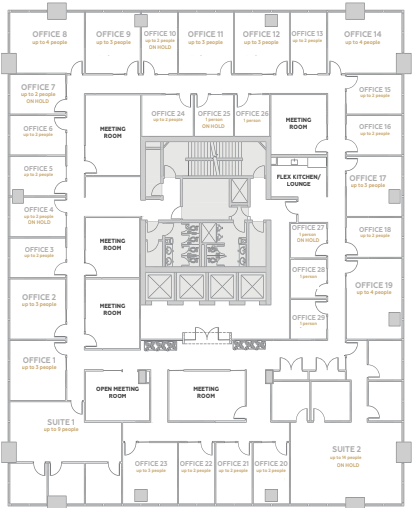 OFFICE 8
up to 4 people
OFFICE 9
up to 3 people
OFFICE 10
up to 3 people
ON HOLD
OFFICE 11
up to 3 people
OFFICE 12
up to 3 people
OFFICE 13
up to 2 people
OFFICE 14
up to 4 people
OFFICE 7
up to 2 people
ON HOLD
OFFICE 6
up to 2 people
OFFICE 5
up to 2 people
OFFICE 4
up to 2 people
ON HOLD
OFFICE 3
up to 2 people
OFFICE 2
up to 3 people
OFFICE 1
up to 3 people
SUITE 1
up to 9 people
MEETING
ROOM
OFFICE 24
up to 2 people
OFFICE 25
1 person
ON HOLD
OFFICE 26
1 person
MEETING
ROOM
FLEX KITCHEN/
LOUNGE
OFFICE 15
up to 2 people
OFFICE 16
up to 2 people
OFFICE 17
up to 3 people
OFFICE 18
up to 2 people
OFFICE 19
up to 4 people
MEETING
ROOM
MEETING
ROOM
OFFICE 27
1 person
ON HOLD
OFFICE 28
1 person
OFFICE 29
1 person
OPEN MEETING
ROOM
MEETING
ROOM
OFFICE 23
up to 3 people
OFFICE 22
up to 2 people
OFFICE 21
up to 2 people
OFFICE 20
up to 2 people
SUITE 2
up to people
ON HOLD